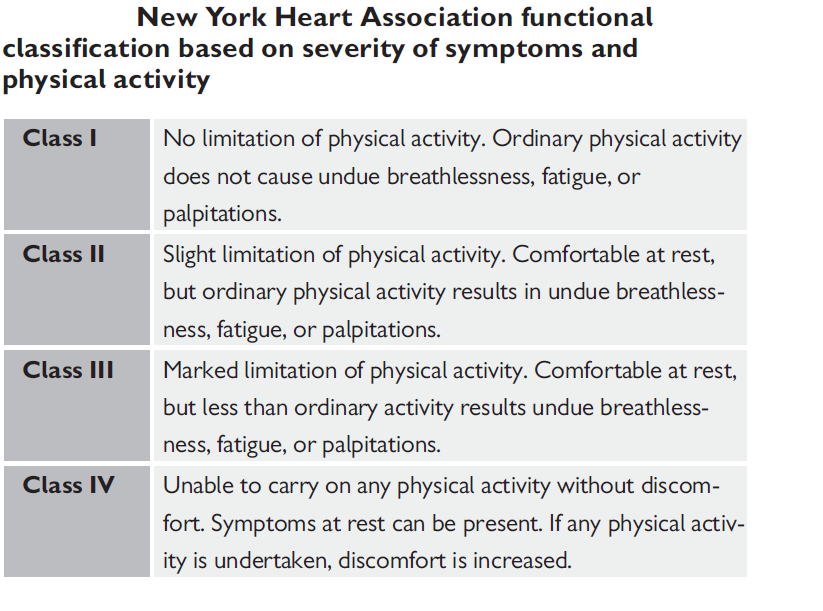 New York Heart Association functional
classification based on severity of symptoms and
physical activity
Class I
No limitation of physical activity. Ordinary physical activity
does not cause undue breathlessness, fatigue, or
palpitations.
Class II
Slight limitation of physical activity. Comfortable at rest,
but ordinary physical activity results in undue breathless-
ness, fatigue, or palpitations.
Class III
Marked limitation of physical activity. Comfortable at rest,
but less than ordinary activity results undue breathless-
ness, fatigue, or palpitations.
Class IV
Unable to carry on any physical activity without discom-
fort. Symptoms at rest can be present. If any physical activ-
ity is undertaken, discomfort is increased.